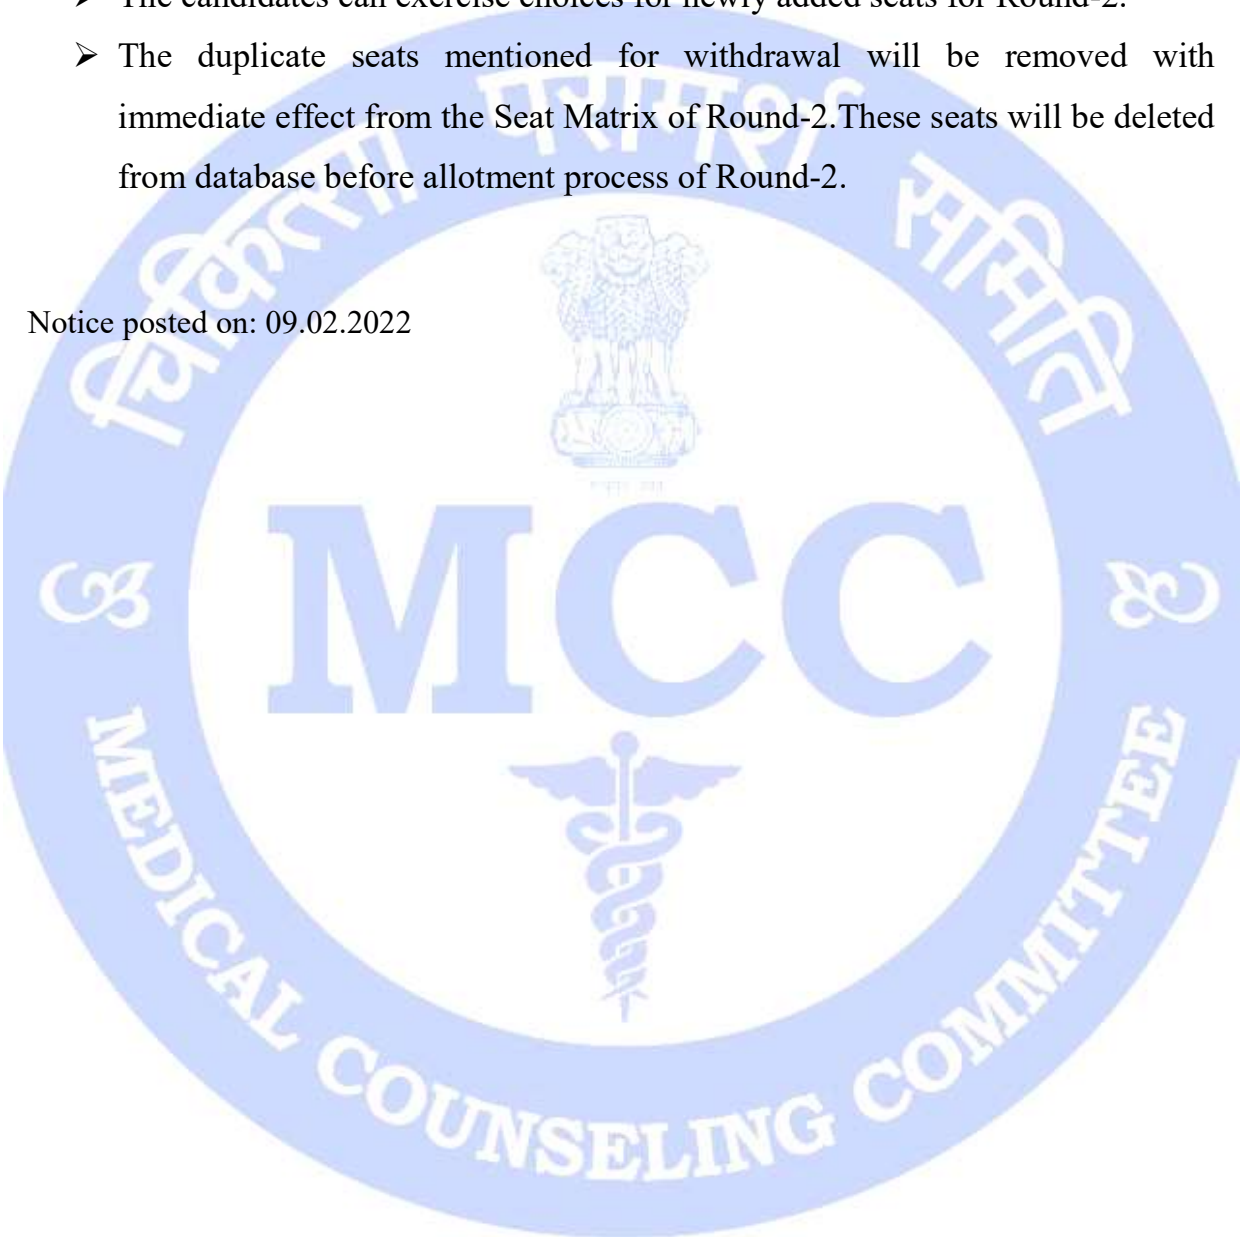 ➢ The candidates can exercise choices for newly added seats for Round-2.
➢ The duplicate seats mentioned for withdrawal will be removed with
immediate effect from the Seat Matrix of Round-2.These seats will be deleted
from database before allotment process of Round-2.
Notice posted on: 09.02.2022
चिकित्सा परामर्श समिति
MCC
MEDICAL COUNSELING COMMITTEE